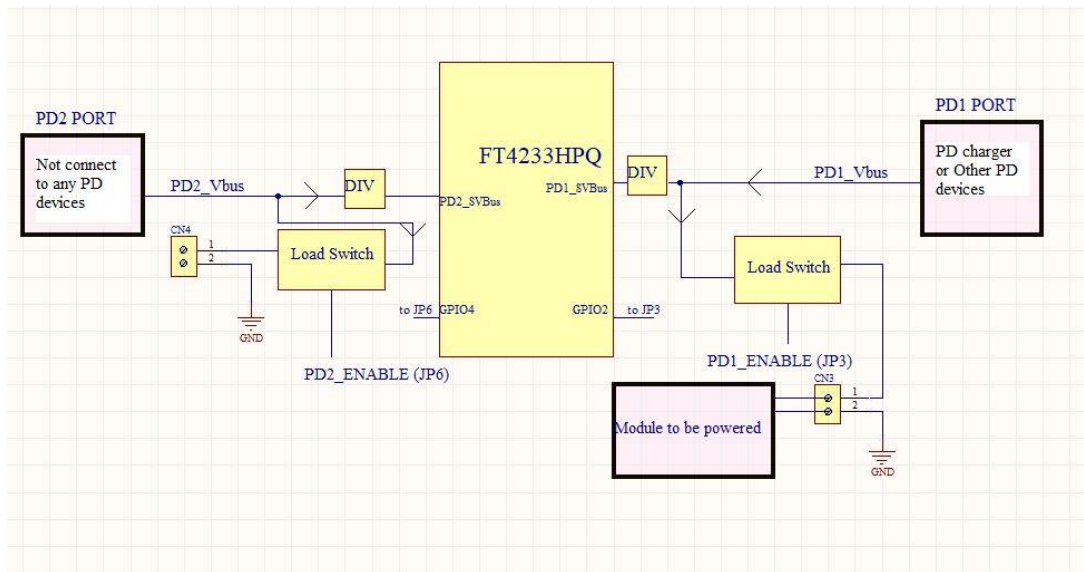 PD2 PORT
Not connect
to any PD
devices
PD2_Vbus
DIV
FT4233HPQ
PD2_SVBus
PD1_SVBus
DIV
PD1_Vbus
PD1 PORT
PD charger
or Other PD
devices
CN4
1
2
GND
Load Switch
to JP6
GPIO4
GPIO2
to JP3
PD2_ENABLE (JP6)
Load Switch
PD1_ENABLE (JP3)
CN3
1
2
GND
Module to be powered